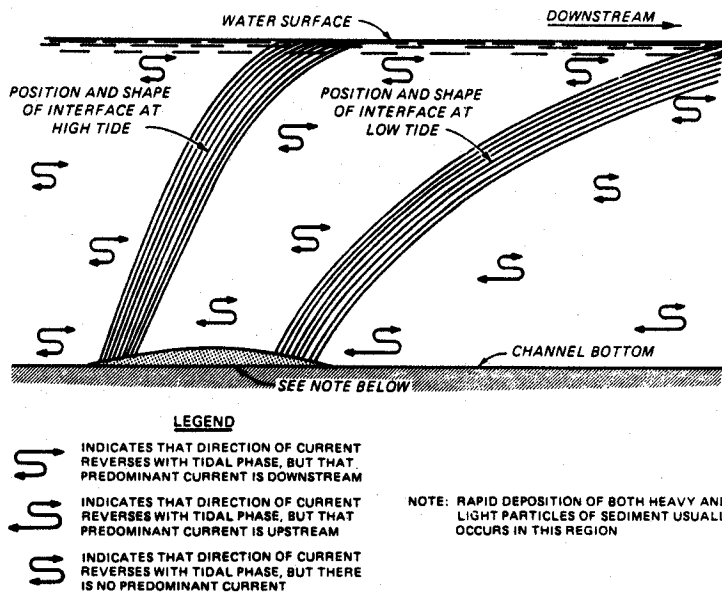 WATER SURFACE
DOWNSTREAM
POSITION AND SHAPE
OF INTERFACE AT
HIGH TIDE
POSITION AND SHAPE
OF INTERFACE AT
LOW TIDE
CHANNEL BOTTOM
SEE NOTE BELOW
LEGEND
INDICATES THAT DIRECTION OF CURRENT
REVERSES WITH TIDAL PHASE, BUT THAT
PREDOMINANT CURRENT IS DOWNSTREAM
INDICATES THAT DIRECTION OF CURRENT
REVERSES WITH TIDAL PHASE, BUT THAT
PREDOMINANT CURRENT IS UPSTREAM
INDICATES THAT DIRECTION OF CURRENT
REVERSES WITH TIDAL PHASE, BUT THERE
IS NO PREDOMINANT CURRENT
NOTE: RAPID DEPOSITION OF BOTH HEAVY AN
LIGHT PARTICLES OF SEDIMENT USUALL
OCCURS IN THIS REGION